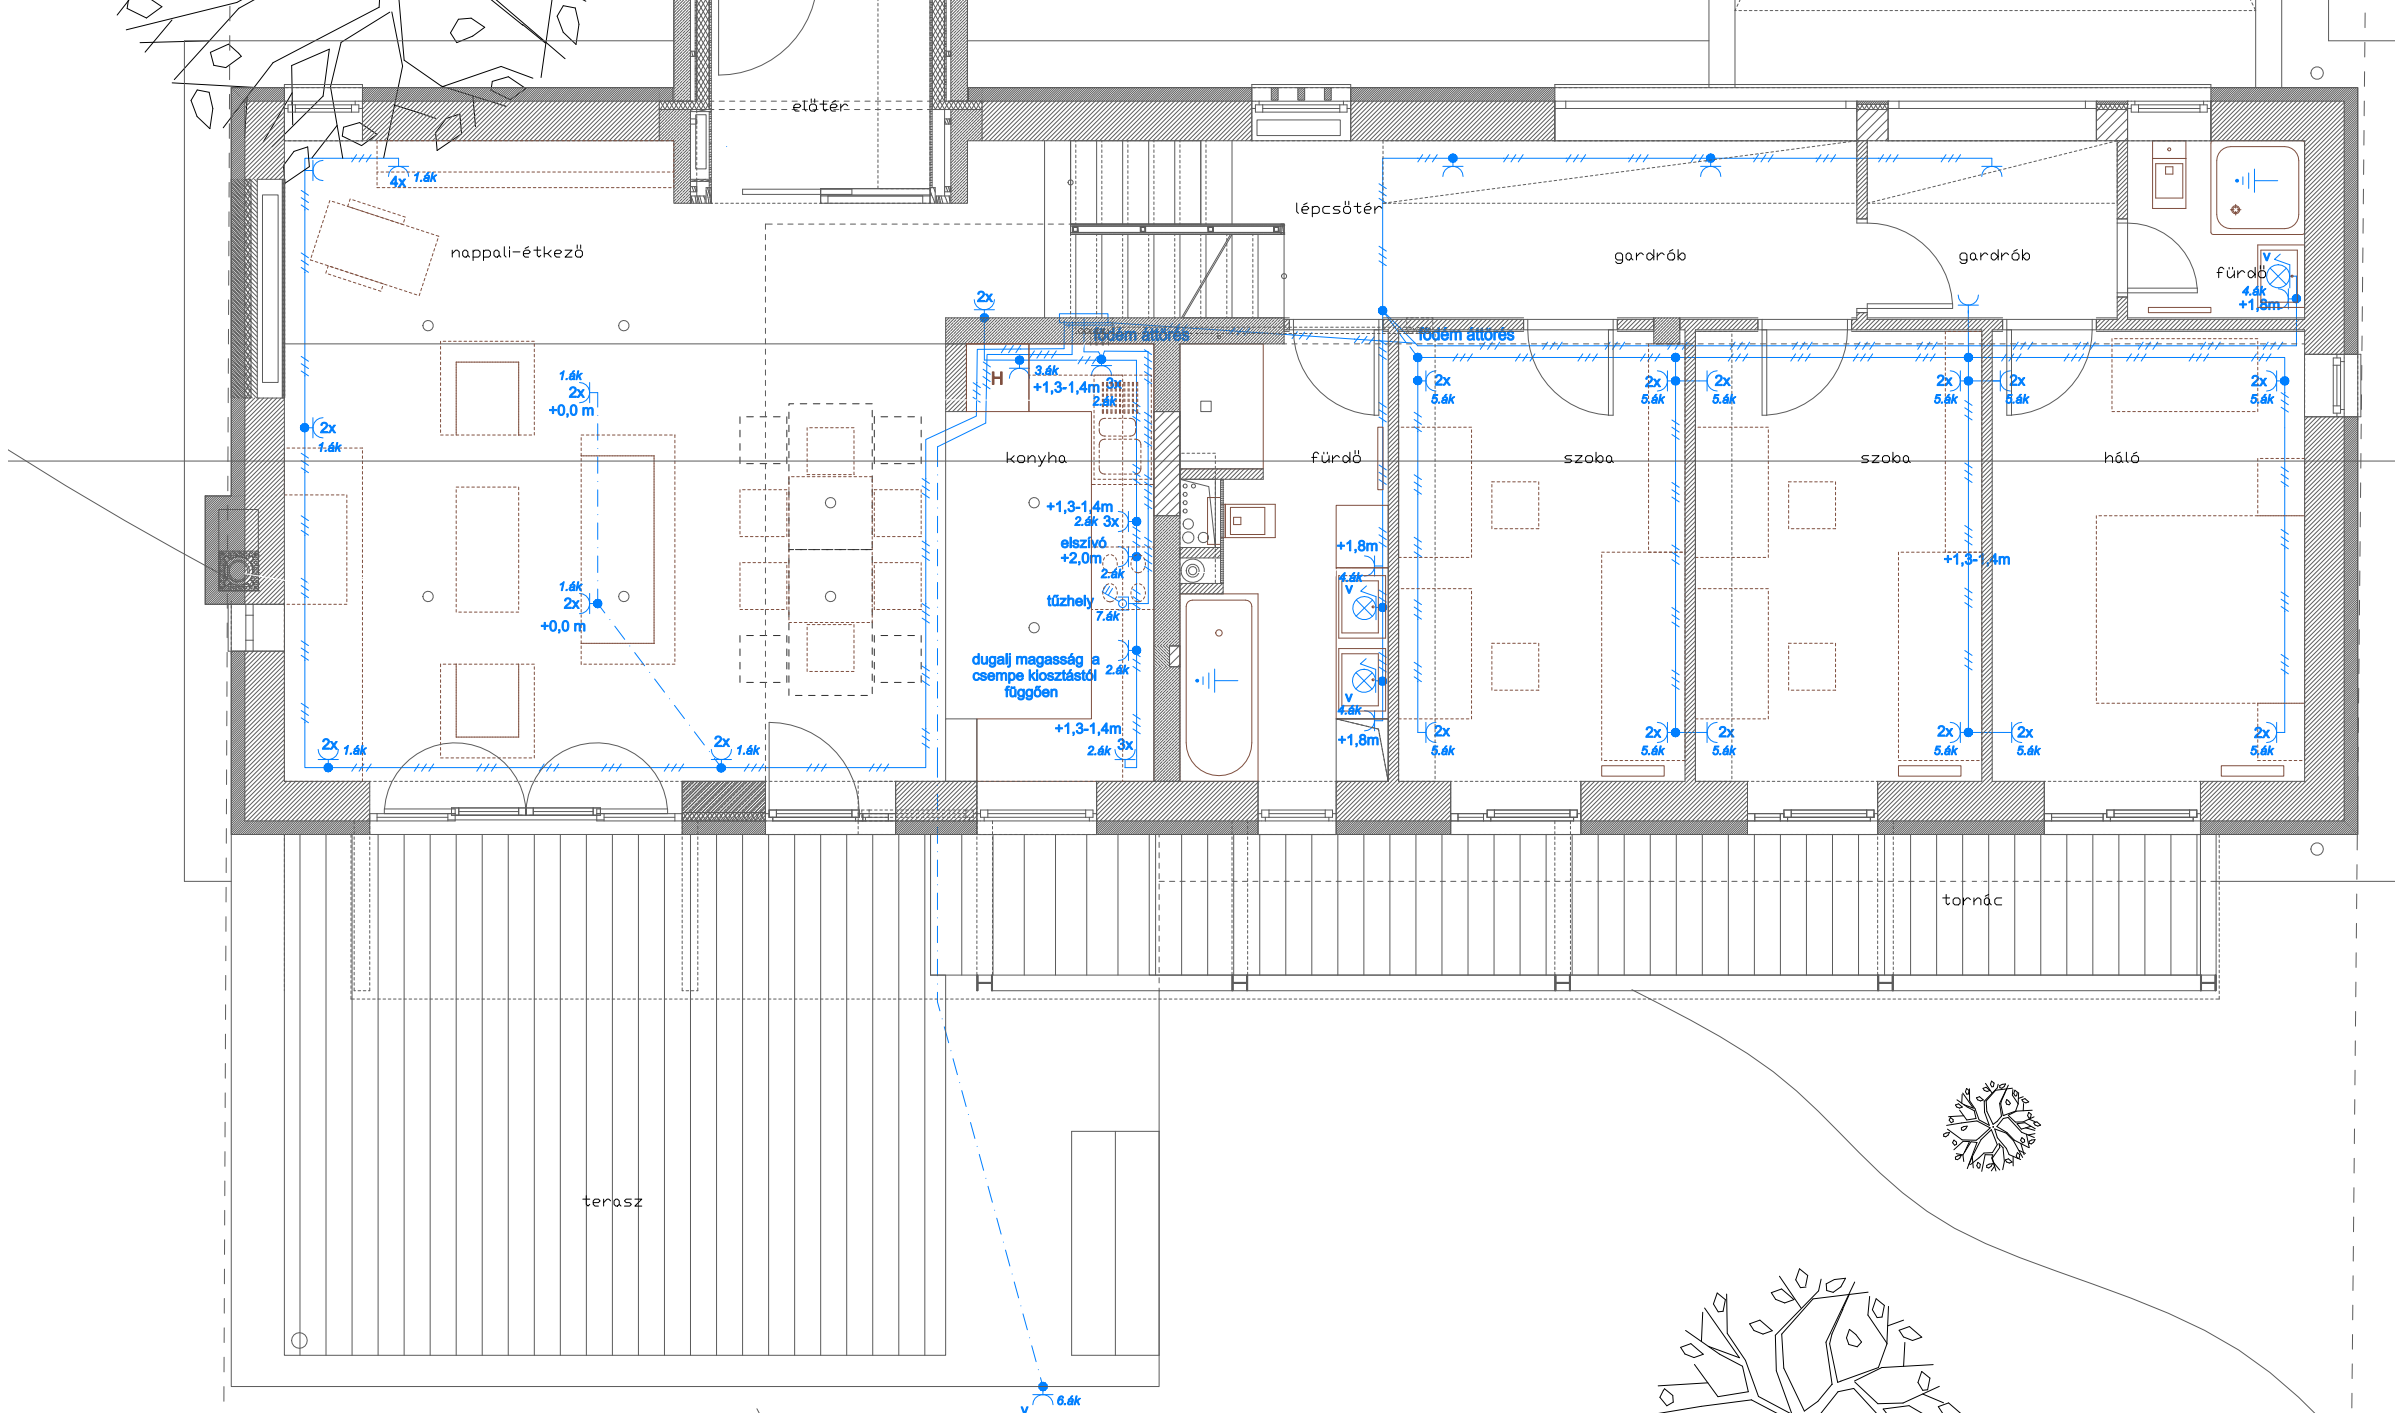 előtér
4x 1.ák
lépcsőtér
nappali-étkező
gardrób
gardrób
fürdő
v
4.ák
+1,8m
2x
födém áttörés
födém áttörés
1.ák
2x
+0,0 m
H
3.ák
+1,3-1,4m
3x
2.ák
2x
5.ák
2x
5.ák
2x
5.ák
2x
5.ák
2x
5.ák
2x
5.ák
2x
1.ák
konyha
fürdő
szoba
szoba
háló
+1,3-1,4m
2.ák 3x
elszívó
+2,0m
2.ák
+1,8m
4.ák
v
+1,3-1,4m
1.ák
2x
+0,0 m
tűzhely
7.ák
dugalj magasság a
csempe kiosztástól
függően
2.ák
v
4.ák
+1,8m
+1,3-1,4m
2.ák 3x
2x 1.ák
2x 1.ák
2x
5.ák
2x
5.ák
2x
5.ák
2x
5.ák
2x
5.ák
2x
5.ák
tornác
terasz
6.ák
v